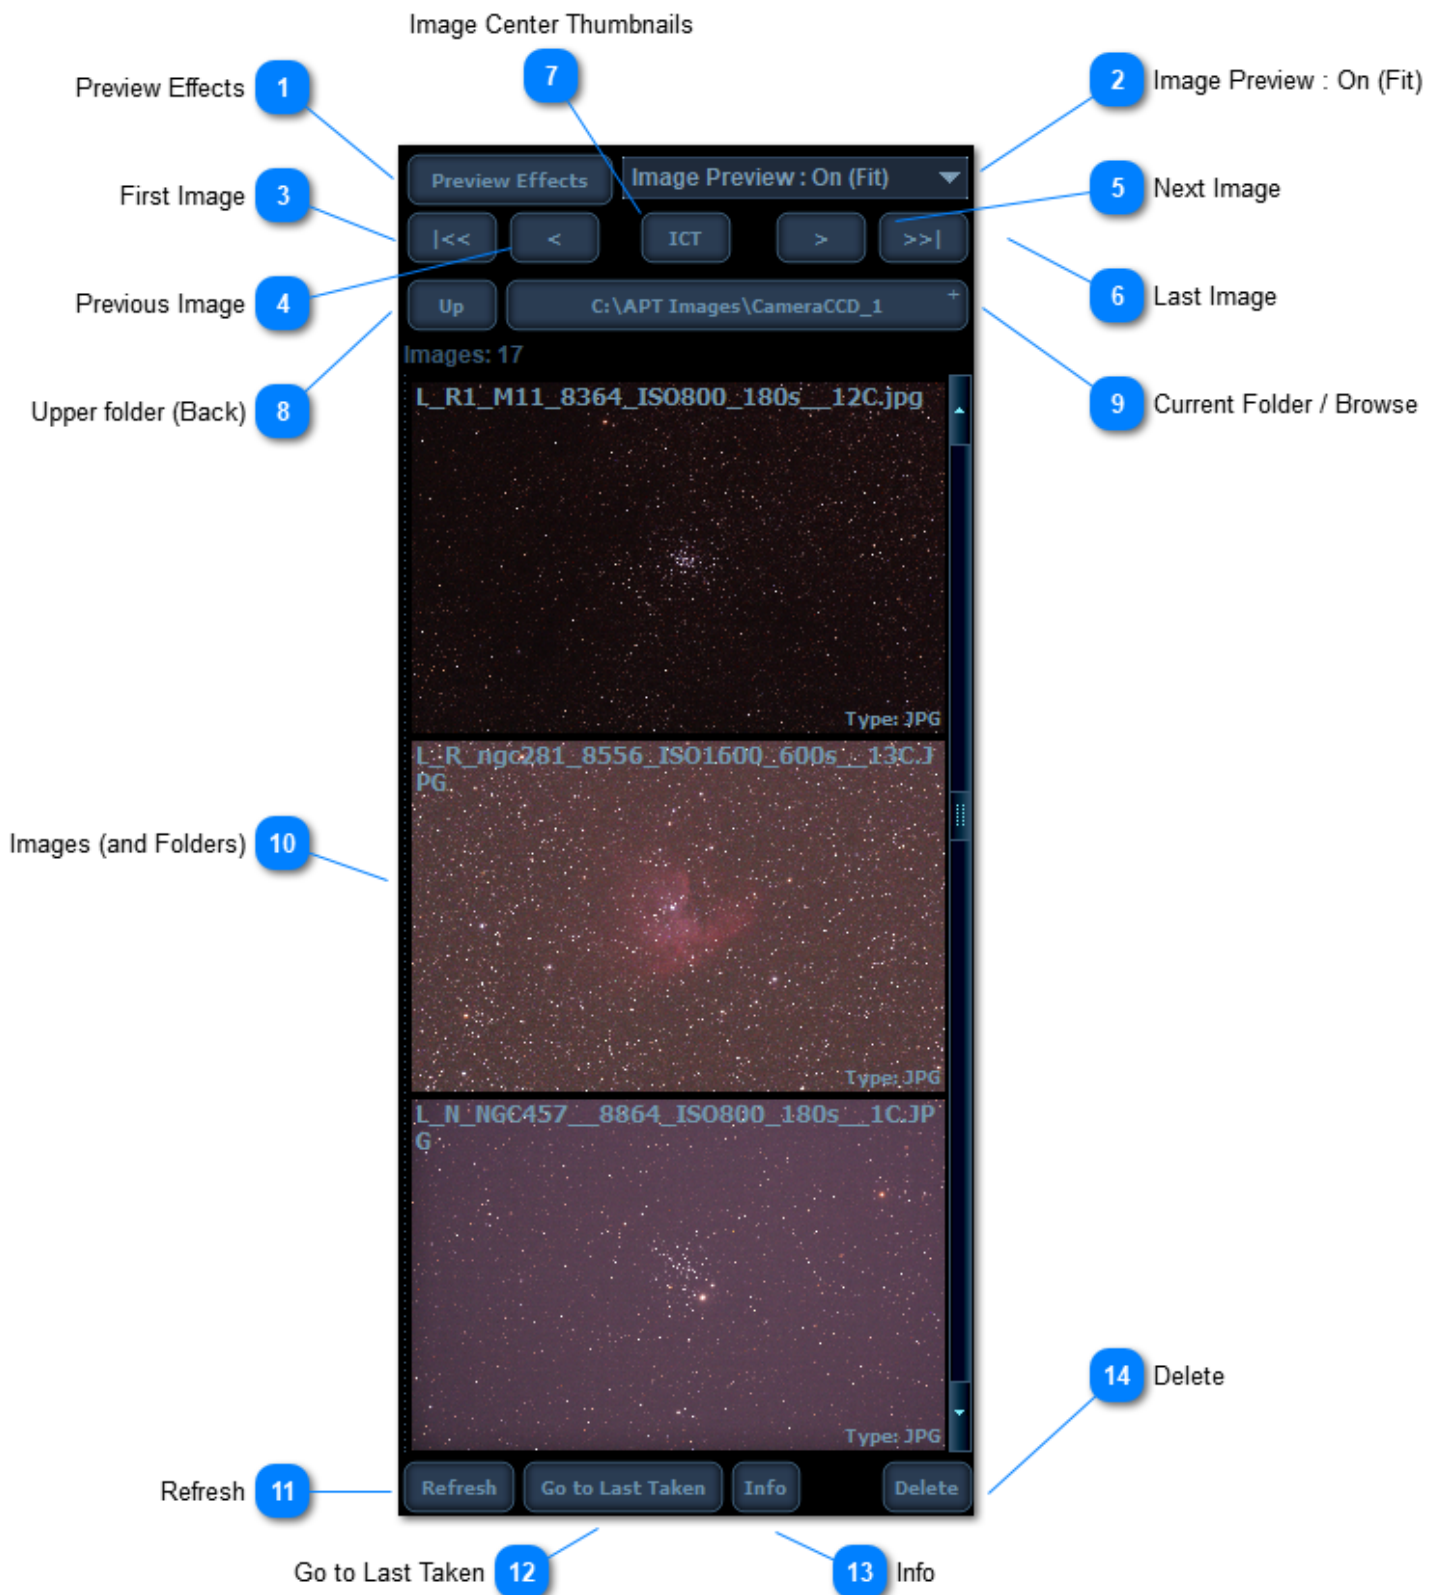 Image Center Thumbnails
7
Preview Effects 1
2 Image Preview : On (Fit)
Preview Effects
Image Preview : On (Fit)
First Image 3
5 Next Image
|<<
<
ICT
>
>>|
Previous Image 4
6 Last Image
Up
C:\APT Images\CameraCCD_1
+
Images: 17
Upper folder (Back) 8
9 Current Folder / Browse
L_R1_M11_8364_ISO800_180s__12C.jpg
Type: JPG
L_R_ngc281_8556_ISO1600_600s__13C.J
PG
Images (and Folders) 10
Type: JPG
L_N_NGC457__8864_ISO800_180s__1C.JP
G
14 Delete
Type: JPG
Refresh 11
Refresh
Go to Last Taken
Info
Delete
Go to Last Taken 12
13 Info